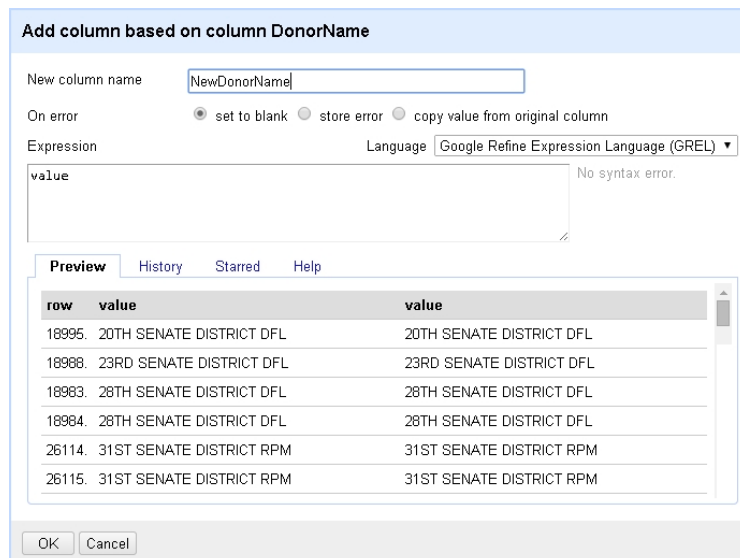 Add column based on column DonorName
New column name NewDonorName
On error set to blank store error copy value from original column
Expression Language Google Refine Expression Language (GREL)
value No syntax error.
Preview History Starred Help
row value value
18995. 20TH SENATE DISTRICT DFL 20TH SENATE DISTRICT DFL
18988. 23RD SENATE DISTRICT DFL 23RD SENATE DISTRICT DFL
18983. 28TH SENATE DISTRICT DFL 28TH SENATE DISTRICT DFL
18984. 28TH SENATE DISTRICT DFL 28TH SENATE DISTRICT DFL
26114. 31ST SENATE DISTRICT RPM 31ST SENATE DISTRICT RPM
26115. 31ST SENATE DISTRICT RPM 31ST SENATE DISTRICT RPM
OK Cancel